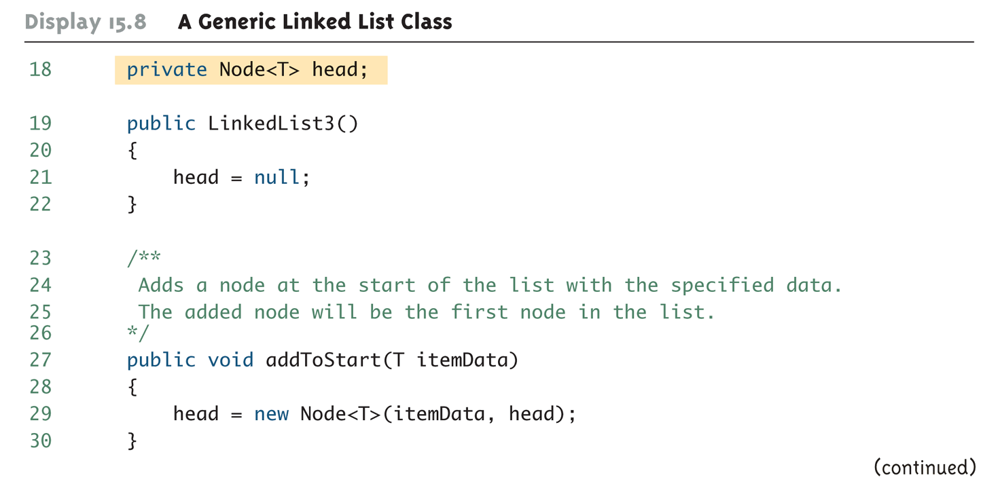 Display 15.8 A Generic Linked List Class
18 private Node<T> head;
19 public LinkedList3()
20 {
21 head = null;
22 }
23 /**
24 Adds a node at the start of the list with the specified data.
25 The added node will be the first node in the list.
26 */
27 public void addToStart(T itemData)
28 {
29 head = new Node<T>(itemData, head);
30 }
(continued)